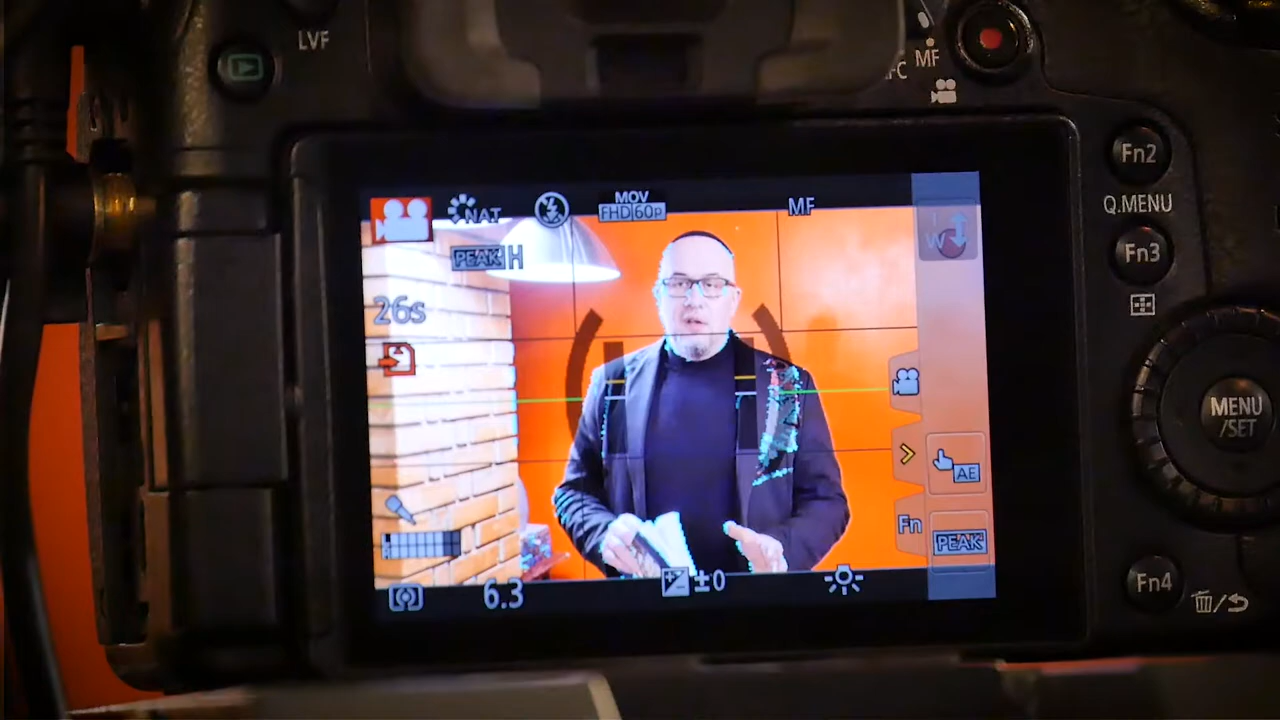 LVF
MF
Fn2
Q.MENU
Fn3
MENU
/SET
Fn4
NAT
MOV
FHD 60p
MF
PEAK H
26s
W
AE
Fn
PEAK
6.3
±0